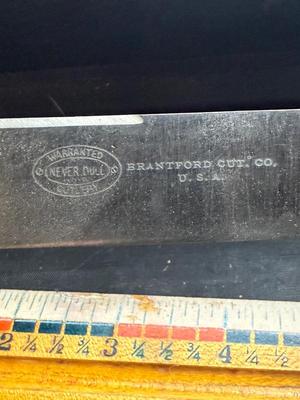 WARRANTED
NEVER DULL
CUTLERY
BRANTFORD CUT. CO.
U.S.A.
2 ¼ ½ ¾ 3 ¼ ½ ¾ 4 ¼ ½